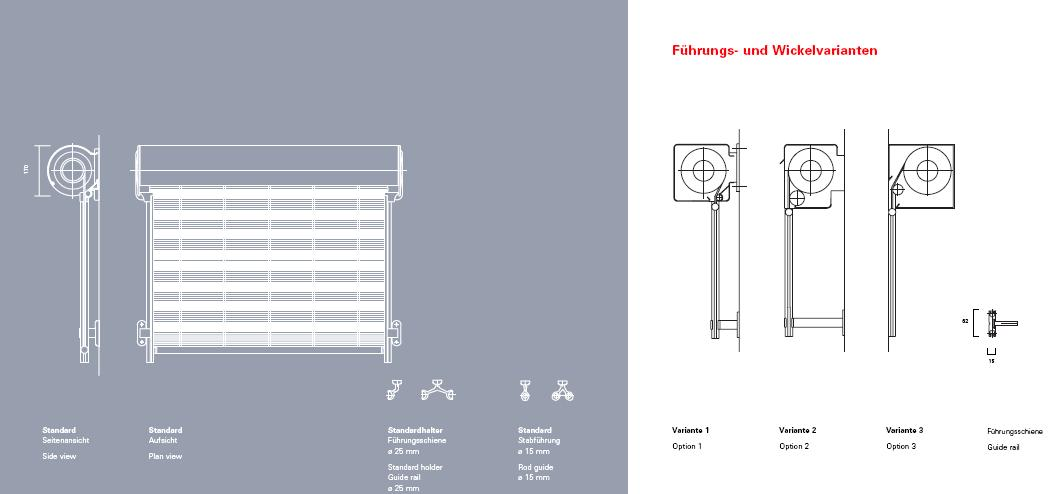 Führungs- und Wickelvarianten
170
62
15
Standard
Seitenansicht
Side view
Standard
Aufsicht
Plan view
Standardhalter
Führungsschiene
ø 25 mm
Standard holder
Guide rail
ø 25 mm
Standard
Stabführung
ø 15 mm
Rod guide
ø 15 mm
Variante 1
Option 1
Variante 2
Option 2
Variante 3
Option 3
Führungsschiene
Guide rail